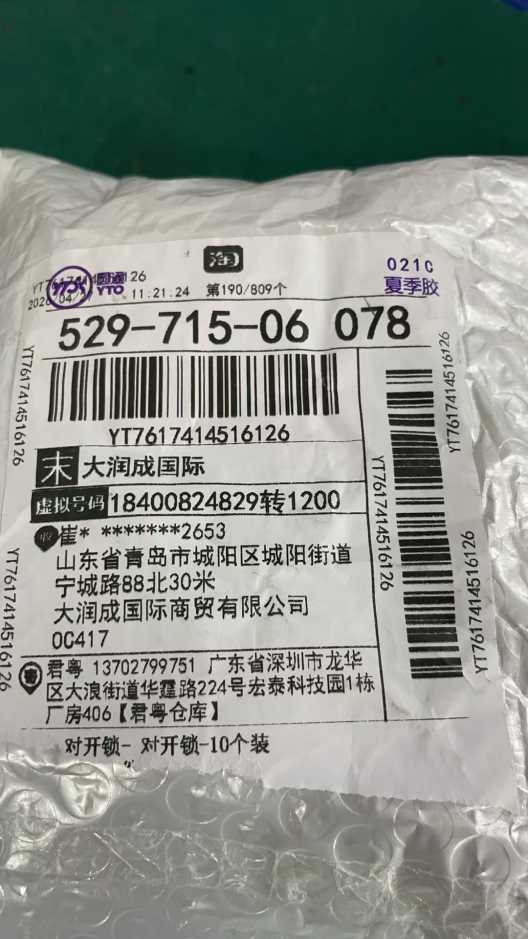 淘
021C
夏季胶
圆通
YTO
11:21:24 第190/809个
529-715-06 078
YT7617414516126
末 大润成国际
虚拟号码 18400824829转1200
收 崔* *******2653
山东省青岛市城阳区城阳街道
宁城路88北30米
大润成国际商贸有限公司
0C417
寄 君粤 13702799751 广东省深圳市龙华
区大浪街道华霆路224号宏泰科技园1栋
厂房406【君粤仓库】
对开锁- 对开锁-10个装
YT7617414516126
YT7617414516126
YT7617414516126
YT7617414516126
YT7617414516126